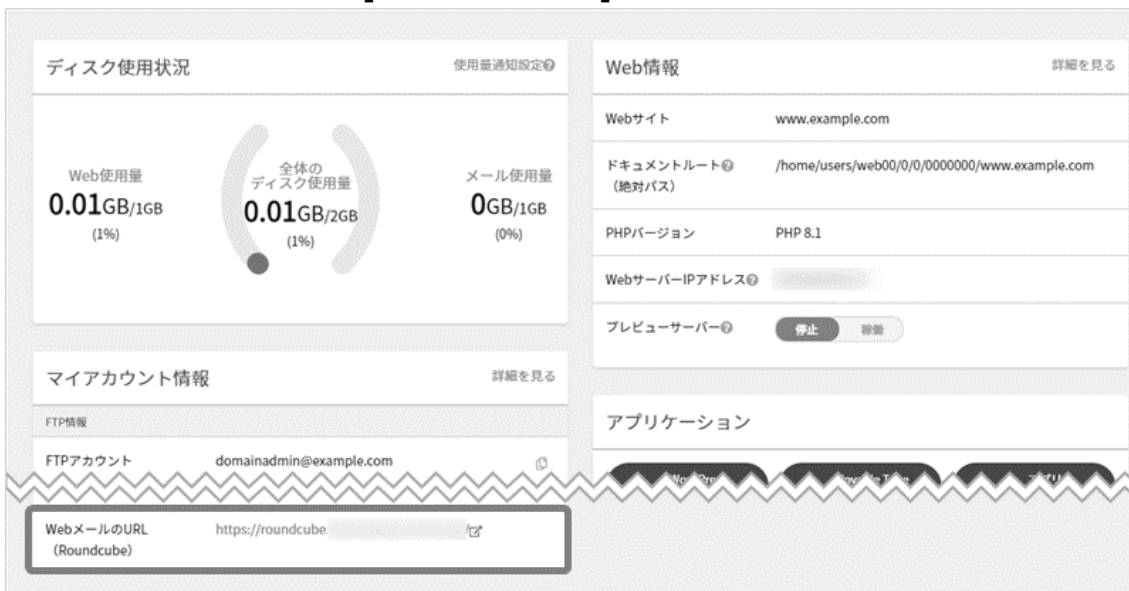 ディスク使用状況
使用量通知設定
Web使用量
0.01GB/1GB
(1%)
全体の
ディスク使用量
0.01GB/2GB
(1%)
メール使用量
0GB/1GB
(0%)
マイアカウント情報
詳細を見る
FTP情報
FTPアカウント domainadmin@example.com
WebメールのURL https://roundcube.
（Roundcube）
Web情報
詳細を見る
Webサイト www.example.com
ドキュメントルート /home/users/web00/0/0/0000000/www.example.com
（絶対パス）
PHPバージョン PHP 8.1
WebサーバーIPアドレス
プレビューサーバー 停止 稼働
アプリケーション